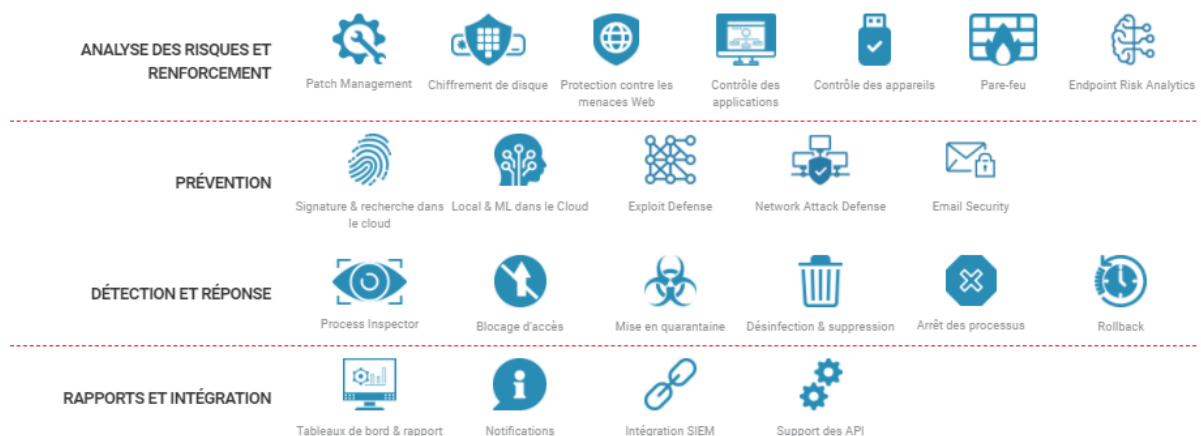 ANALYSE DES RISQUES ET
RENFORCEMENT
Patch Management
Chiffrement de disque
Protection contre les
menaces Web
Contrôle des
applications
Contrôle des appareils
Pare-feu
Endpoint Risk Analytics
PRÉVENTION
Signature & recherche dans
le cloud
Local & ML dans le Cloud
Exploit Defense
Network Attack Defense
Email Security
DÉTECTION ET RÉPONSE
Process Inspector
Blocage d'accès
Mise en quarantaine
Désinfection & suppression
Arrêt des processus
Rollback
RAPPORTS ET INTÉGRATION
Tableaux de bord & rapport
Notifications
Intégration SIEM
Support des API